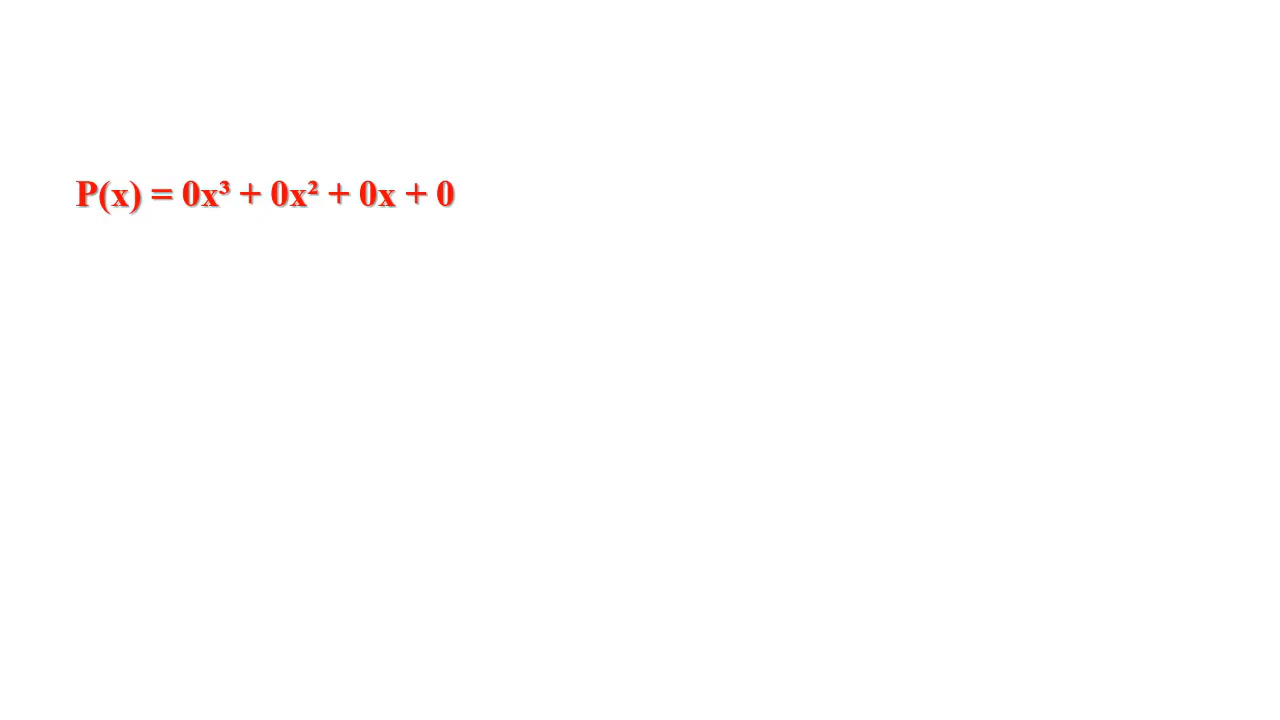 P(x) = 0x³ + 0x² + 0x + 0